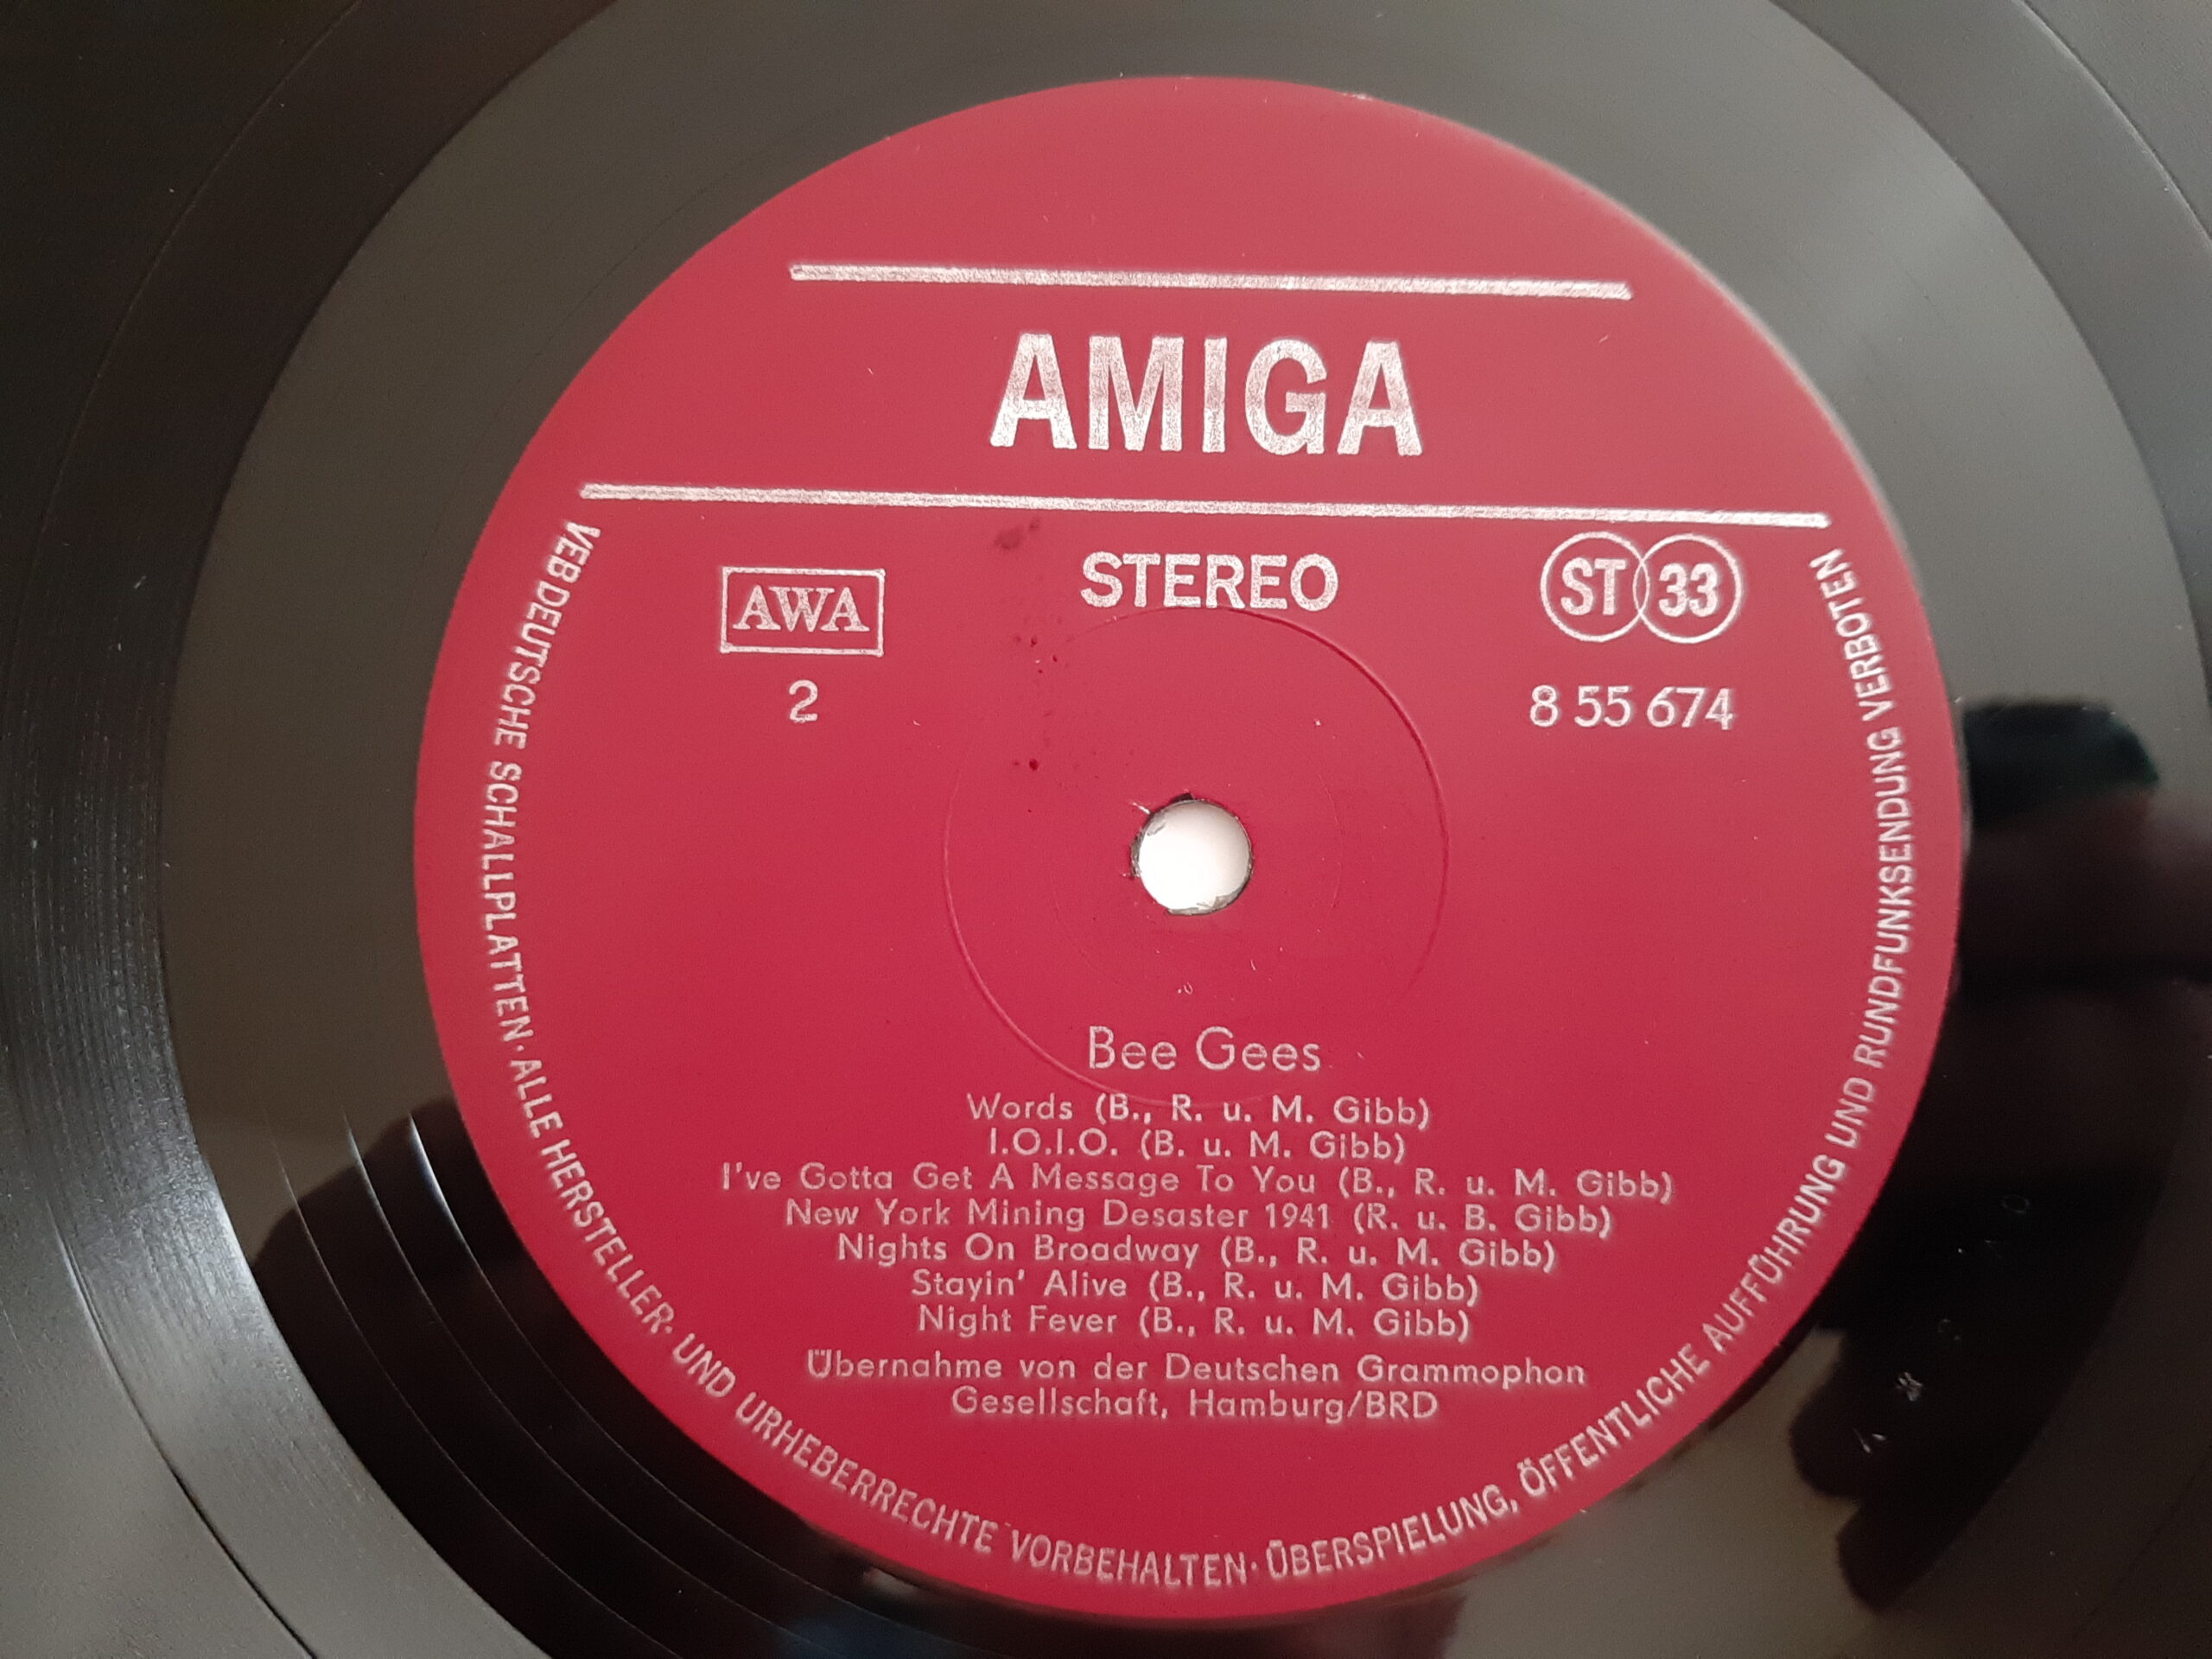 AMIGA
STEREO
AWA
ST 33
2
8 55 674
Bee Gees
Words (B., R. u. M. Gibb)
I.O.I.O. (B. u. M. Gibb)
I've Gotta Get A Message To You (B., R. u. M. Gibb)
New York Mining Desaster 1941 (R. u. B. Gibb)
Nights On Broadway (B., R. u. M. Gibb)
Stayin' Alive (B., R. u. M. Gibb)
Night Fever (B., R. u. M. Gibb)
Übernahme von der Deutschen Grammophon
Gesellschaft, Hamburg/BRD
VEB DEUTSCHE SCHALLPLATTEN · ALLE HERSTELLER- UND URHEBERRECHTE VORBEHALTEN · ÜBERSPIELUNG, ÖFFENTLICHE AUFFÜHRUNG UND RUNDFUNKSENDUNG VERBOTEN